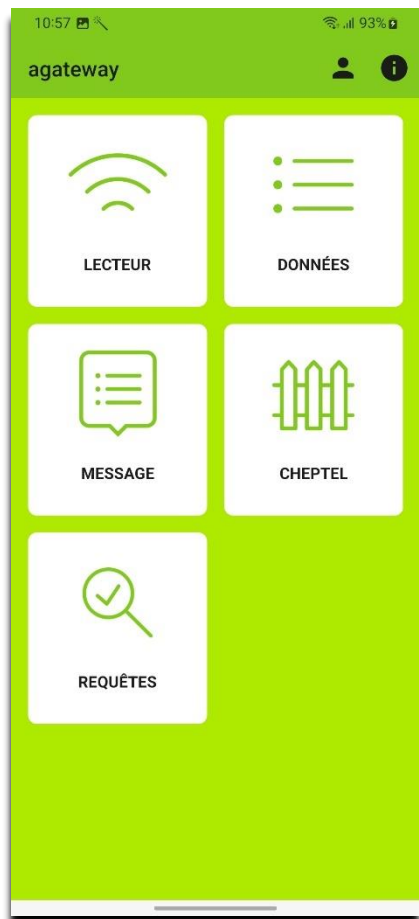 10:57 93%
agateway
LECTEUR DONNÉES
MESSAGE CHEPTEL
REQUÊTES